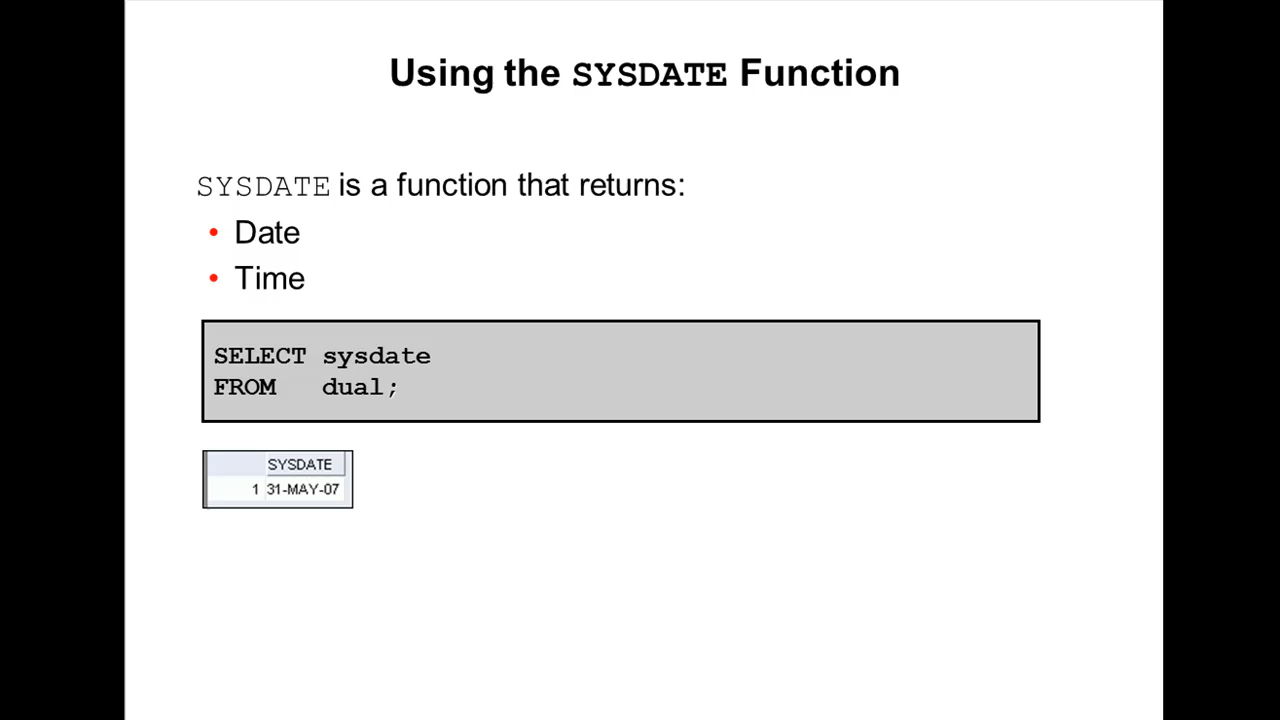 Using the SYSDATE Function
SYSDATE is a function that returns:
• Date
• Time
SELECT sysdate
FROM   dual;
SYSDATE
1 31-MAY-07